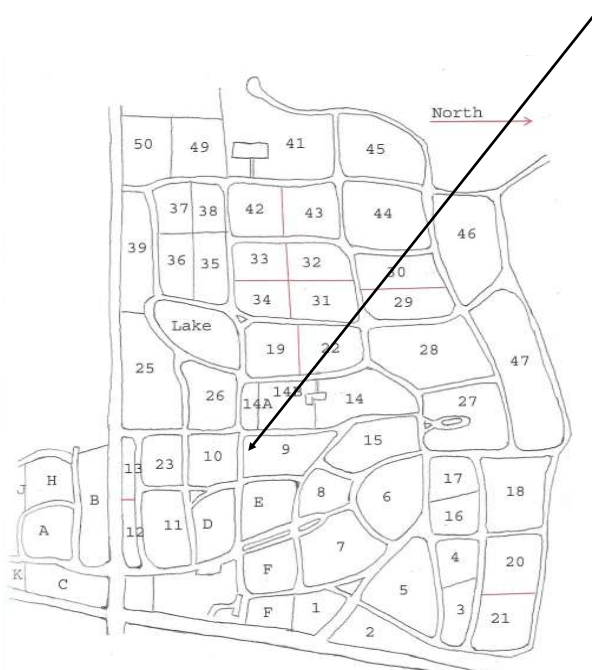 North
50 49 41 45
37 38 42 43 44 46
39 36 35 33 32 30
34 31 29
Lake 19 22 28 47
25 26 14A 14B 14 27
13 23 10 9 15
J H B 17 18
12 11 D E 8 6 16
A 7 4 20
K C F 5
F 1 2 3 21